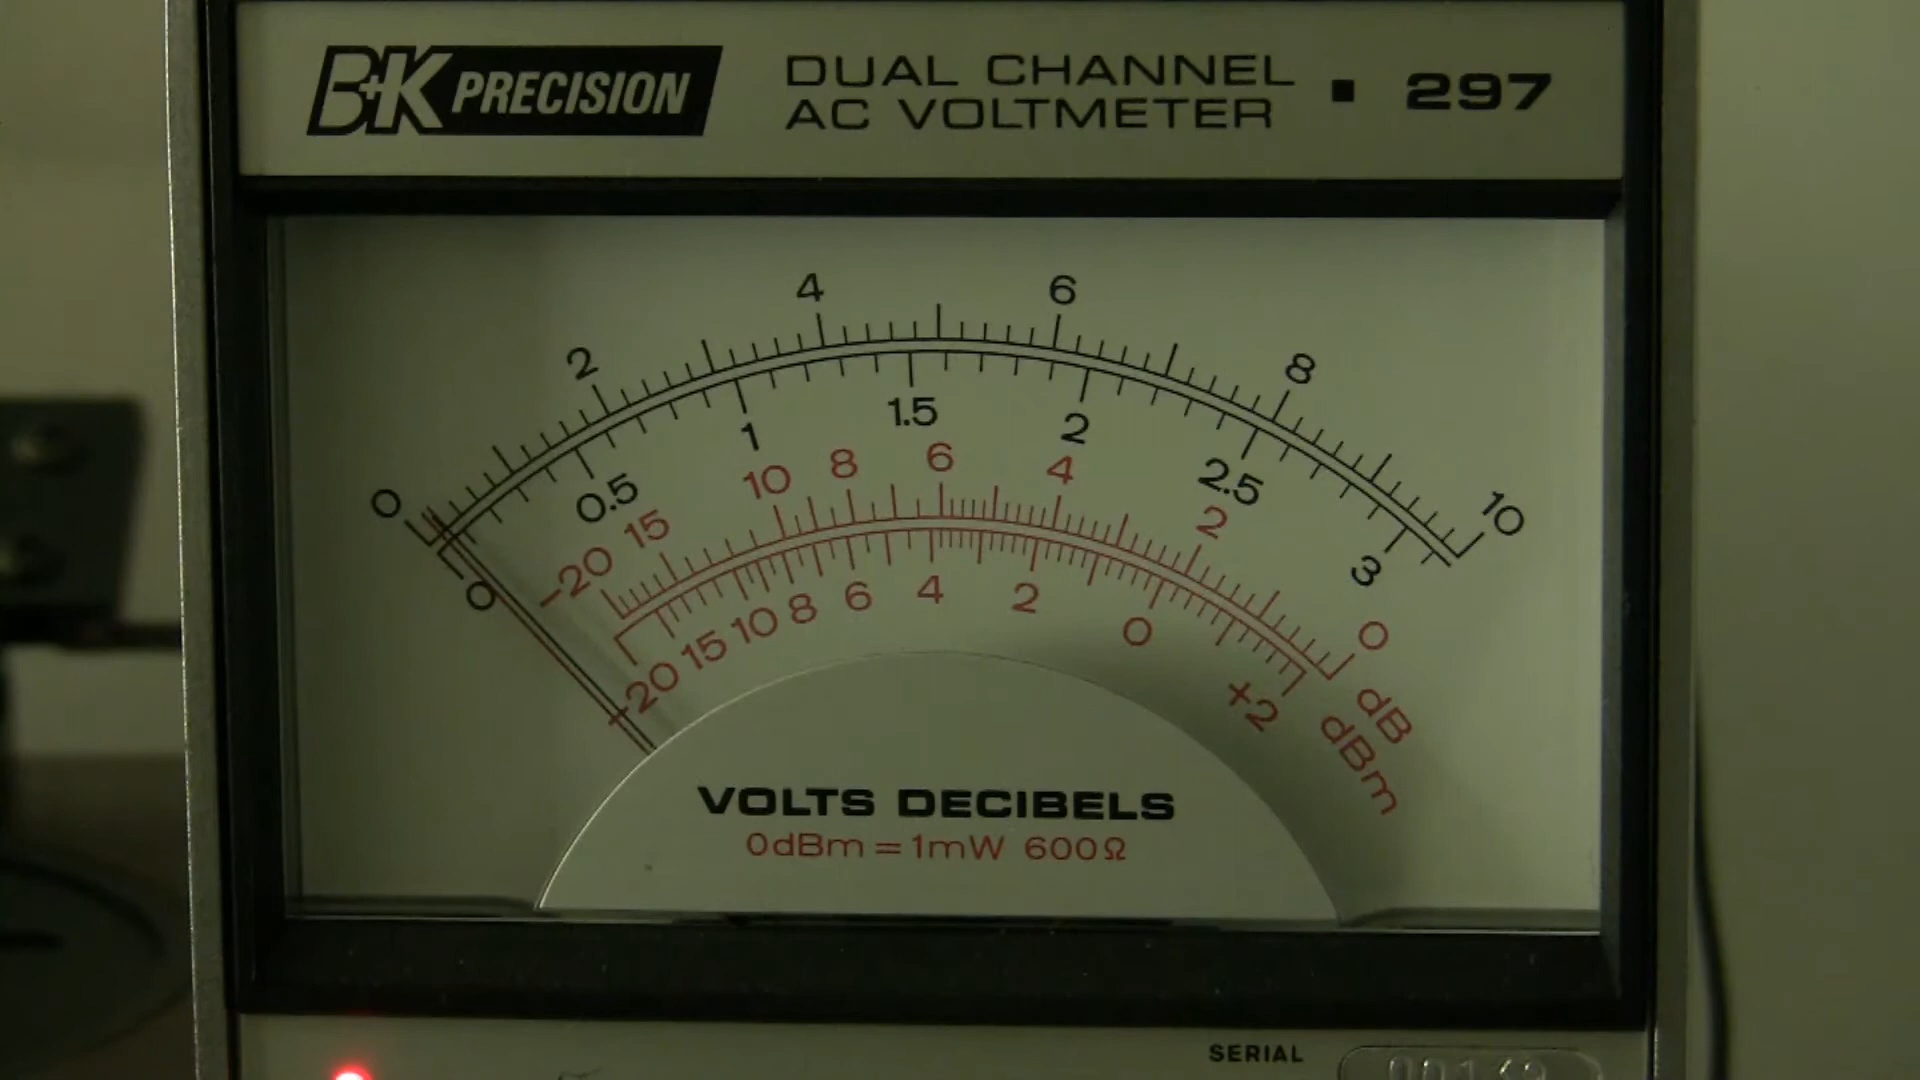 B+K PRECISION
DUAL CHANNEL
AC VOLTMETER ▪ 297
0 2 4 6 8 10
0 0.5 1 1.5 2 2.5 3
-20 15 10 8 6 4 2 0 dB
-20 15 10 8 6 4 2 0 +2 dBm
VOLTS DECIBELS
0dBm = 1mW 600Ω
SERIAL